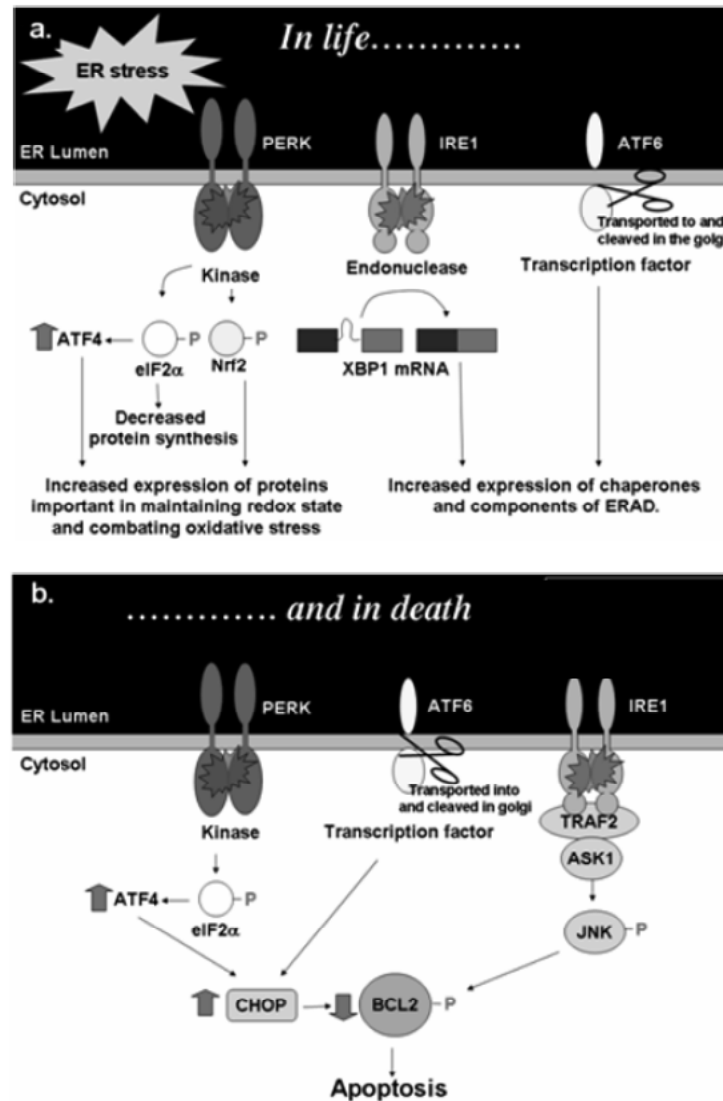 a.
In life.............
ER stress
PERK
IRE1
ATF6
ER Lumen
Cytosol
Transported to and
cleaved in the golgi
Kinase
Endonuclease
Transcription factor
ATF4
P
P
eIF2α
Nrf2
XBP1 mRNA
Decreased
protein synthesis
Increased expression of proteins
important in maintaining redox state
and combating oxidative stress
Increased expression of chaperones
and components of ERAD.
b.
............. and in death
PERK
ATF6
IRE1
ER Lumen
Cytosol
Transported into
and cleaved in golgi
Kinase
Transcription factor
TRAF2
ASK1
ATF4
P
eIF2α
JNK
P
CHOP
BCL2
P
Apoptosis